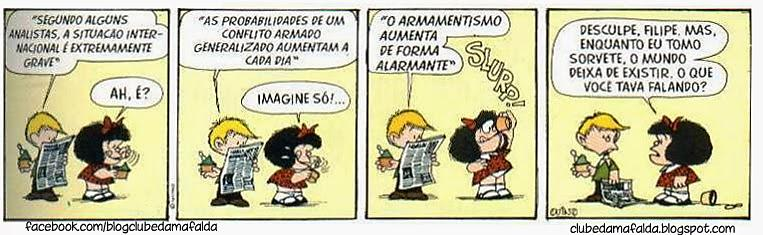 "SEGUNDO ALGUNS
ANALISTAS, A SITUAÇÃO INTER-
NACIONAL É EXTREMAMENTE
GRAVE"
AH, É?
"AS PROBABILIDADES DE UM
CONFLITO ARMADO
GENERALIZADO AUMENTAM A
CADA DIA"
IMAGINE SÓ!...
"O ARMAMENTISMO
AUMENTA
DE FORMA
ALARMANTE"
SLURP!
DESCULPE, FILIPE. MAS,
ENQUANTO EU TOMO
SORVETE, O MUNDO
DEIXA DE EXISTIR. O QUE
VOCÊ TAVA FALANDO?
QUINO
facebook.com/blogclubedamafalda
clubedamafalda.blogspot.com